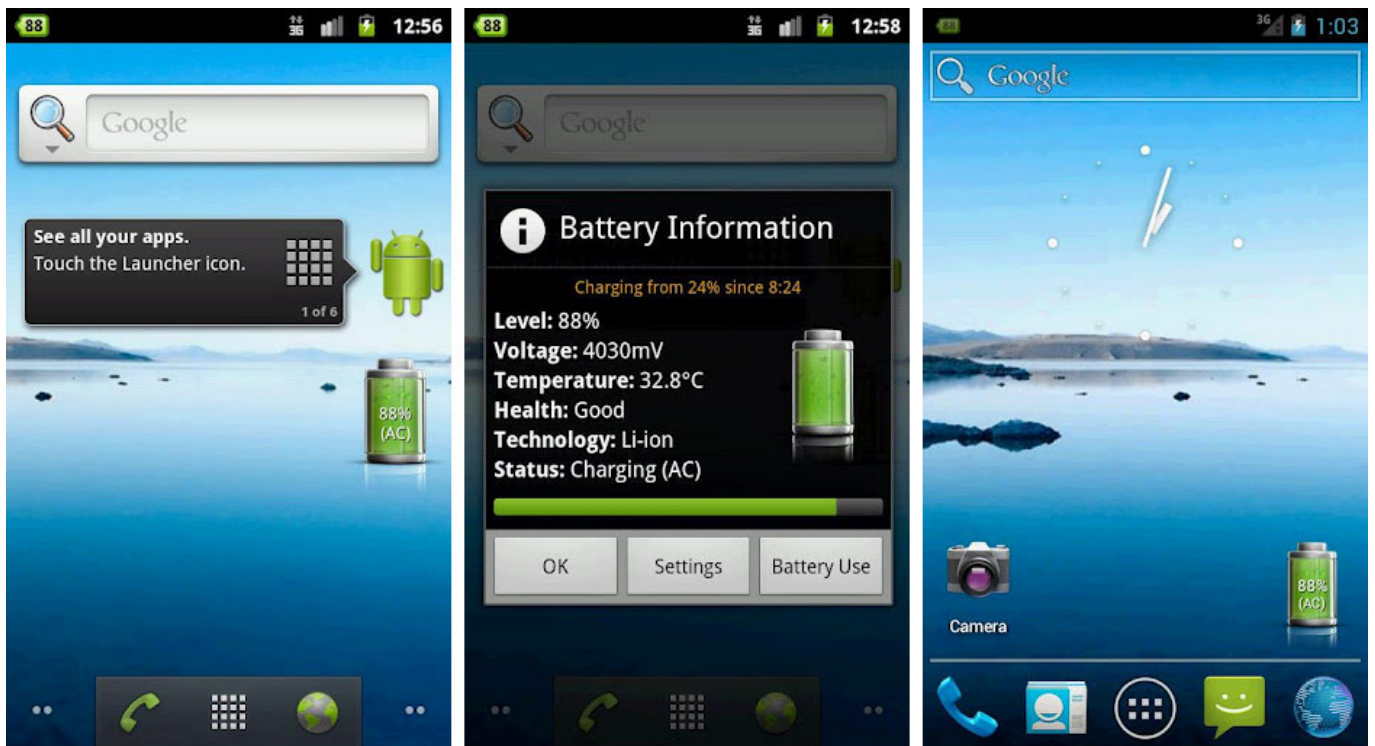 88
3G
12:56
Google
See all your apps.
Touch the Launcher icon.
1 of 6
88%
(AC)
88
3G
12:58
Google
Battery Information
Charging from 24% since 8:24
Level: 88%
Voltage: 4030mV
Temperature: 32.8°C
Health: Good
Technology: Li-ion
Status: Charging (AC)
OK
Settings
Battery Use
88
3G
1:03
Google
Camera
88%
(AC)